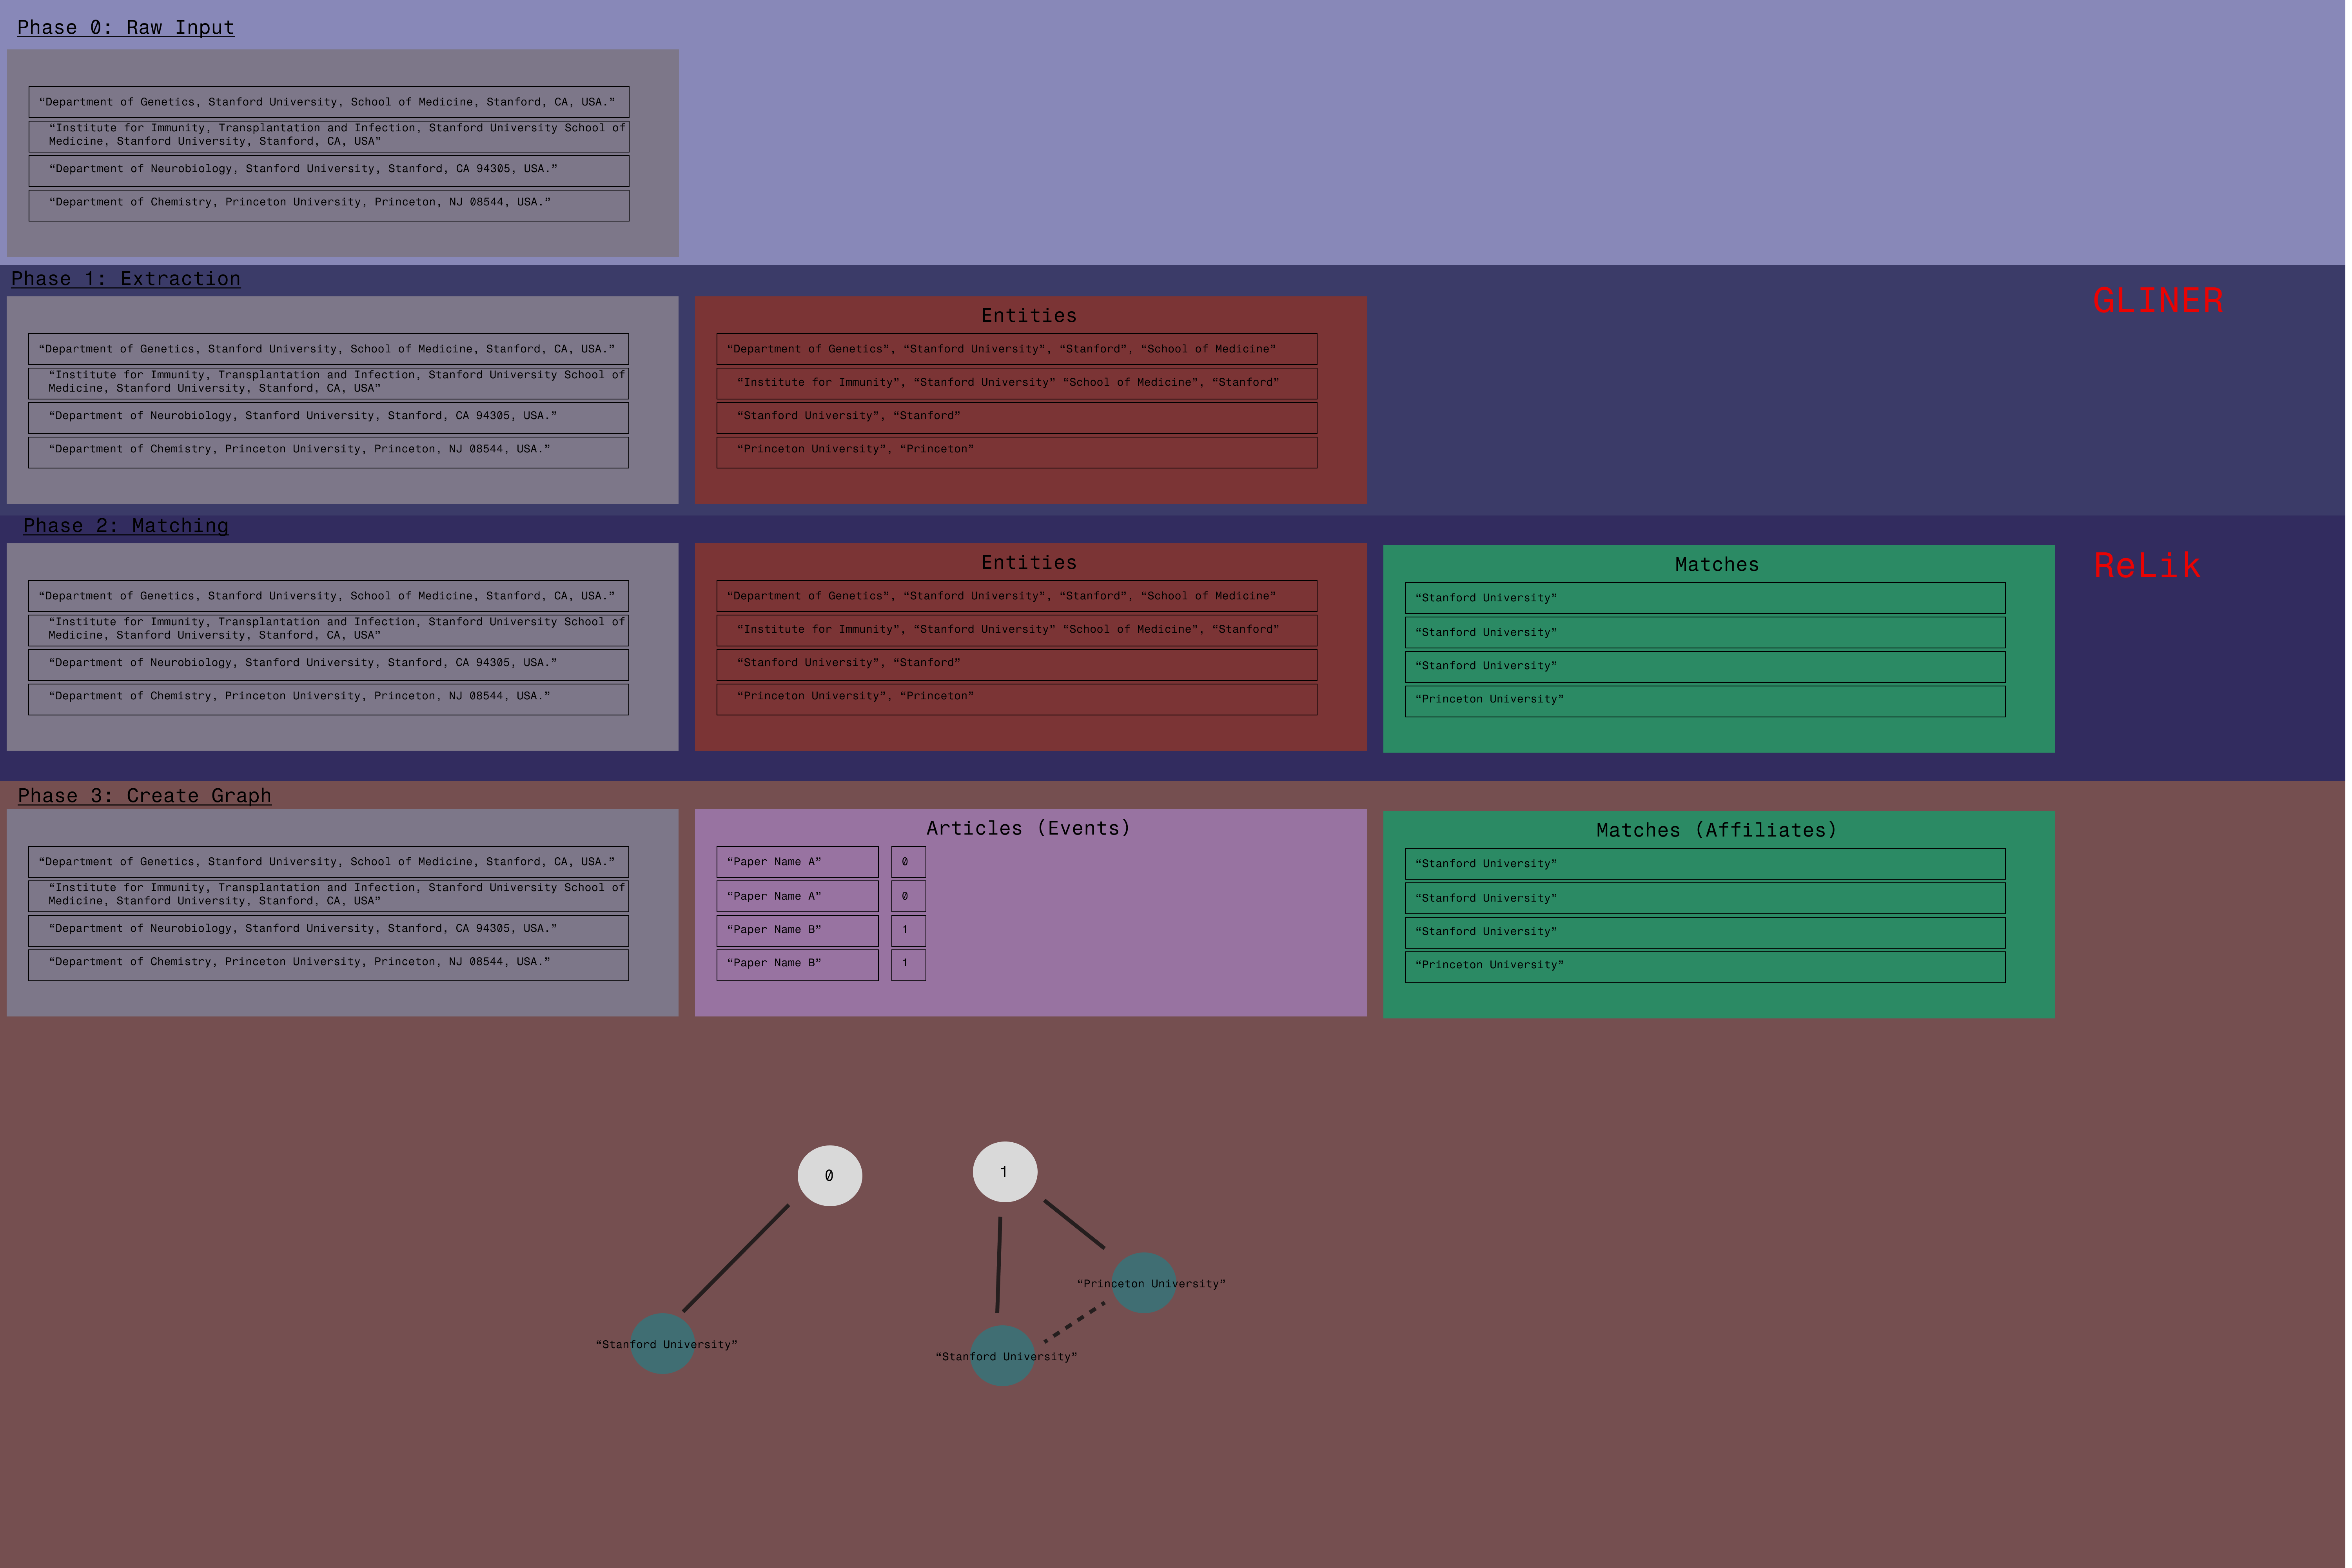 Phase 0: Raw Input
“Department of Genetics, Stanford University, School of Medicine, Stanford, CA, USA.”
“Institute for Immunity, Transplantation and Infection, Stanford University School of
Medicine, Stanford University, Stanford, CA, USA”
“Department of Neurobiology, Stanford University, Stanford, CA 94305, USA.”
“Department of Chemistry, Princeton University, Princeton, NJ 08544, USA.”
Phase 1: Extraction
GLINER
“Department of Genetics, Stanford University, School of Medicine, Stanford, CA, USA.”
“Institute for Immunity, Transplantation and Infection, Stanford University School of
Medicine, Stanford University, Stanford, CA, USA”
“Department of Neurobiology, Stanford University, Stanford, CA 94305, USA.”
“Department of Chemistry, Princeton University, Princeton, NJ 08544, USA.”
Entities
“Department of Genetics”, “Stanford University”, “Stanford”, “School of Medicine”
“Institute for Immunity”, “Stanford University” “School of Medicine”, “Stanford”
“Stanford University”, “Stanford”
“Princeton University”, “Princeton”
Phase 2: Matching
ReLik
“Department of Genetics, Stanford University, School of Medicine, Stanford, CA, USA.”
“Institute for Immunity, Transplantation and Infection, Stanford University School of
Medicine, Stanford University, Stanford, CA, USA”
“Department of Neurobiology, Stanford University, Stanford, CA 94305, USA.”
“Department of Chemistry, Princeton University, Princeton, NJ 08544, USA.”
Entities
“Department of Genetics”, “Stanford University”, “Stanford”, “School of Medicine”
“Institute for Immunity”, “Stanford University” “School of Medicine”, “Stanford”
“Stanford University”, “Stanford”
“Princeton University”, “Princeton”
Matches
“Stanford University”
“Stanford University”
“Stanford University”
“Princeton University”
Phase 3: Create Graph
“Department of Genetics, Stanford University, School of Medicine, Stanford, CA, USA.”
“Institute for Immunity, Transplantation and Infection, Stanford University School of
Medicine, Stanford University, Stanford, CA, USA”
“Department of Neurobiology, Stanford University, Stanford, CA 94305, USA.”
“Department of Chemistry, Princeton University, Princeton, NJ 08544, USA.”
Articles (Events)
“Paper Name A” 0
“Paper Name A” 0
“Paper Name B” 1
“Paper Name B” 1
Matches (Affiliates)
“Stanford University”
“Stanford University”
“Stanford University”
“Princeton University”
0
1
“Princeton University”
“Stanford University”
“Stanford University”